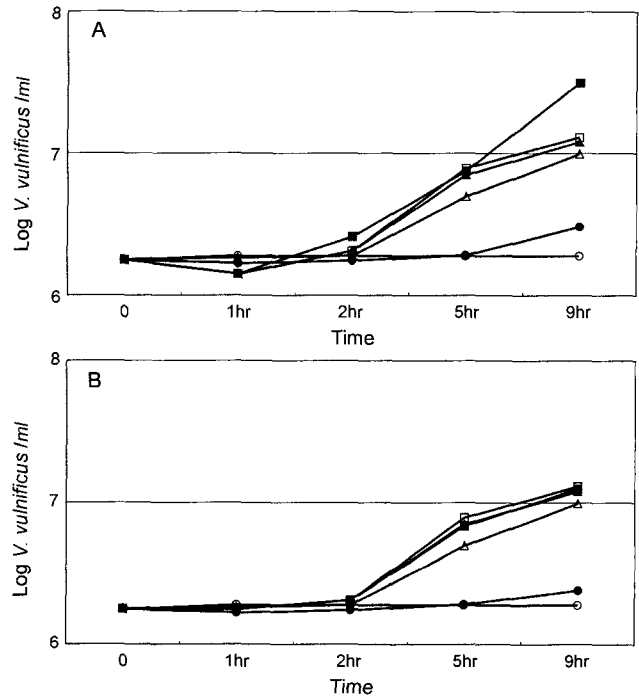 8
A
7
6
Log V. vulnificus /ml
0 1hr 2hr 5hr 9hr
Time
8
B
7
6
Log V. vulnificus /ml
0 1hr 2hr 5hr 9hr
Time